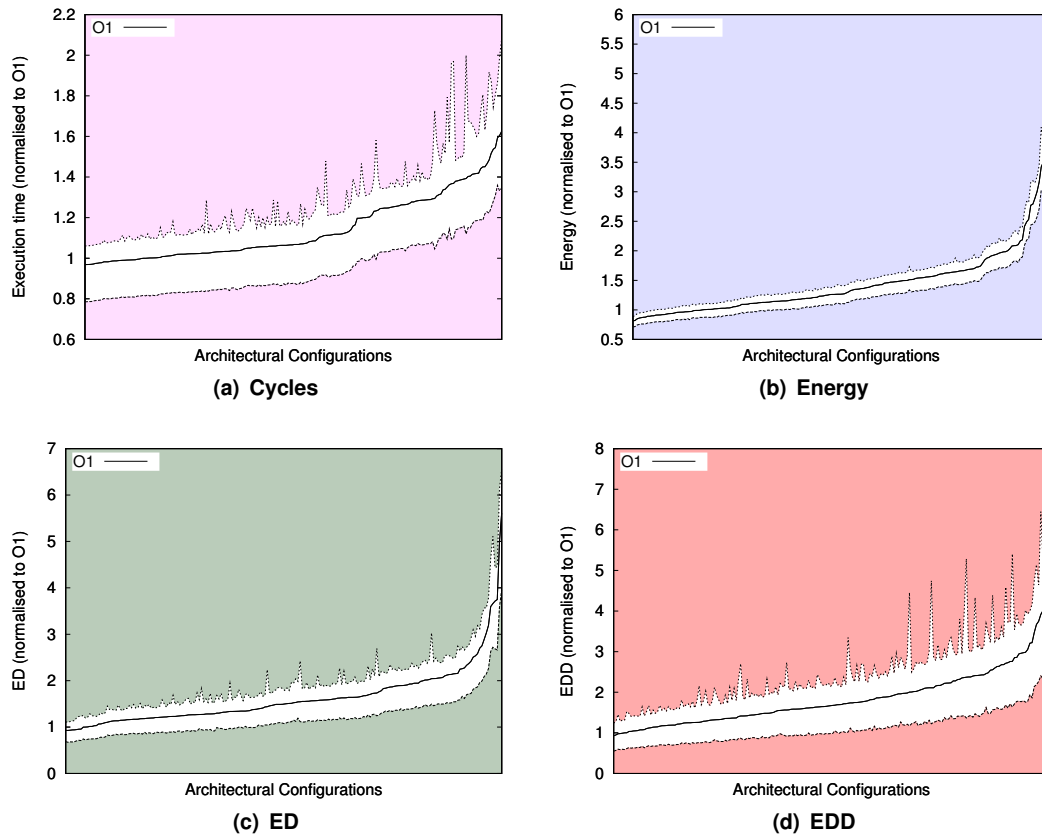 2.2
O1
2
1.8
1.6
1.4
1.2
1
0.8
0.6
Execution time (normalised to O1)
Architectural Configurations
(a) Cycles
6
O1
5.5
5
4.5
4
3.5
3
2.5
2
1.5
1
0.5
Energy (normalised to O1)
Architectural Configurations
(b) Energy
7
O1
6
5
4
3
2
1
0
ED (normalised to O1)
Architectural Configurations
(c) ED
8
O1
7
6
5
4
3
2
1
0
EDD (normalised to O1)
Architectural Configurations
(d) EDD